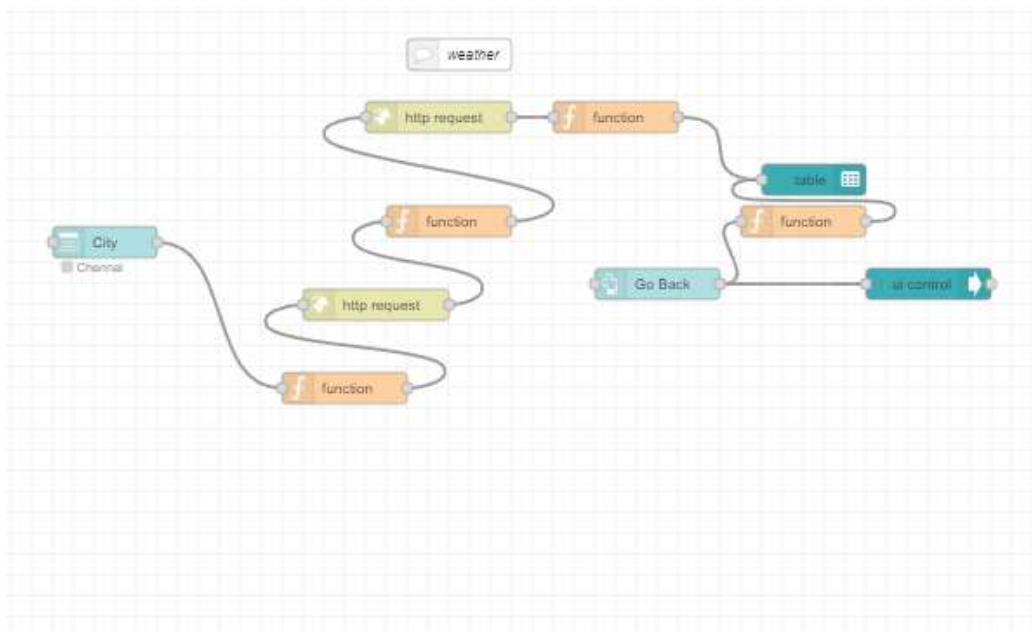 weather
http request
function
table
function
City
function
Chennai
Go Back
ui control
http request
function